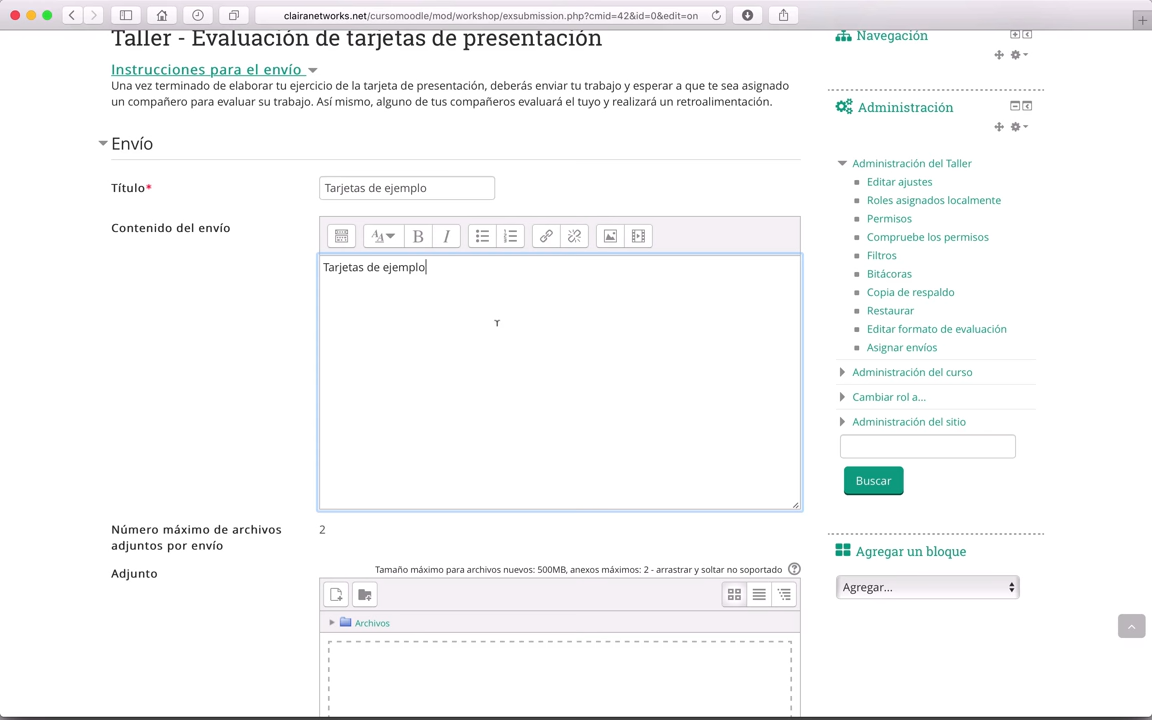 clairanetworks.net/cursomoodle/mod/workshop/exsubmission.php?cmid=42&id=0&edit=on
Taller - Evaluación de tarjetas de presentación
Instrucciones para el envío
Una vez terminado de elaborar tu ejercicio de la tarjeta de presentación, deberás enviar tu trabajo y esperar a que te sea asignado
un compañero para evaluar su trabajo. Así mismo, alguno de tus compañeros evaluará el tuyo y realizará un retroalimentación.
Envío
Título*
Tarjetas de ejemplo
Contenido del envío
B I
Tarjetas de ejemplo
Número máximo de archivos
adjuntos por envío
2
Adjunto
Tamaño máximo para archivos nuevos: 500MB, anexos máximos: 2 - arrastrar y soltar no soportado
Archivos
Navegación
Administración
Administración del Taller
Editar ajustes
Roles asignados localmente
Permisos
Compruebe los permisos
Filtros
Bitácoras
Copia de respaldo
Restaurar
Editar formato de evaluación
Asignar envíos
Administración del curso
Cambiar rol a...
Administración del sitio
Buscar
Agregar un bloque
Agregar...